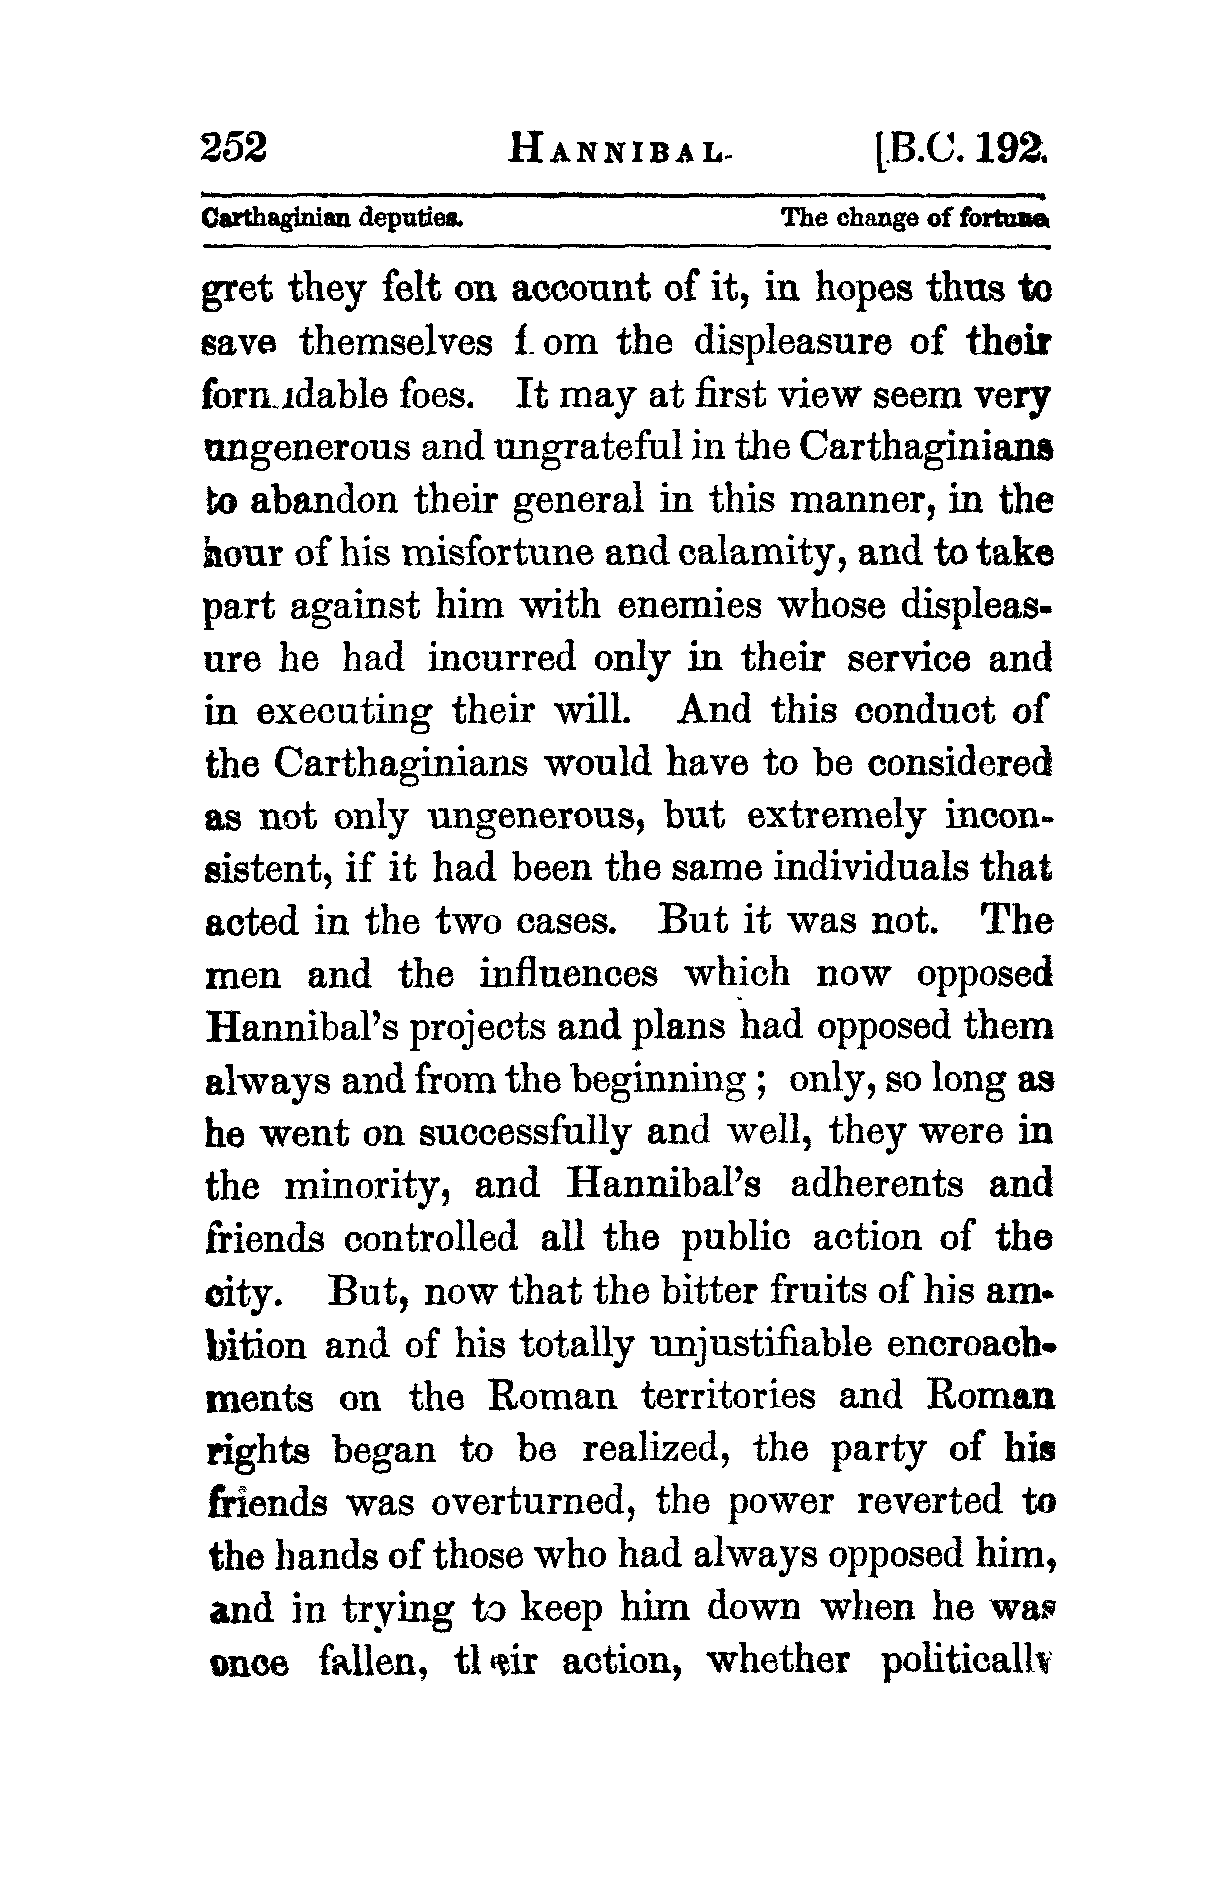 252 HANNIBAL. [B.C. 192.
Carthaginian deputies. The change of fortune.
gret they felt on account of it, in hopes thus to
save themselves from the displeasure of their
formidable foes. It may at first view seem very
ungenerous and ungrateful in the Carthaginians
to abandon their general in this manner, in the
hour of his misfortune and calamity, and to take
part against him with enemies whose displeas-
ure he had incurred only in their service and
in executing their will. And this conduct of
the Carthaginians would have to be considered
as not only ungenerous, but extremely incon-
sistent, if it had been the same individuals that
acted in the two cases. But it was not. The
men and the influences which now opposed
Hannibal's projects and plans had opposed them
always and from the beginning; only, so long as
he went on successfully and well, they were in
the minority, and Hannibal's adherents and
friends controlled all the public action of the
city. But, now that the bitter fruits of his am-
bition and of his totally unjustifiable encroach-
ments on the Roman territories and Roman
rights began to be realized, the party of his
friends was overturned, the power reverted to
the hands of those who had always opposed him,
and in trying to keep him down when he was
once fallen, their action, whether politically